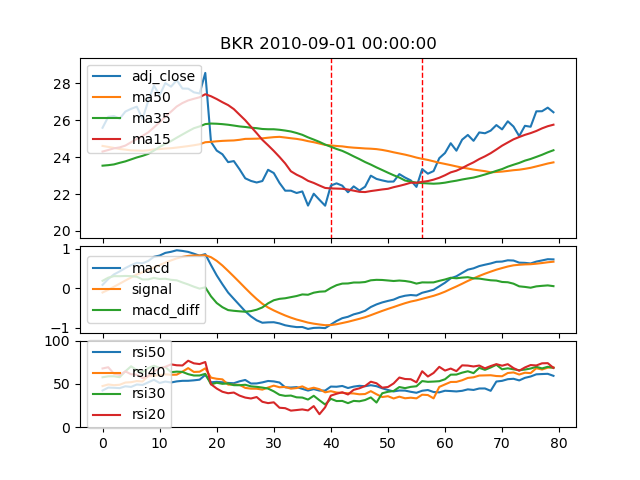 BKR 2010-09-01 00:00:00
28
26
24
22
20
adj_close
ma50
ma35
ma15
1
0
−1
macd
signal
macd_diff
100
50
0
rsi50
rsi40
rsi30
rsi20
0 10 20 30 40 50 60 70 80